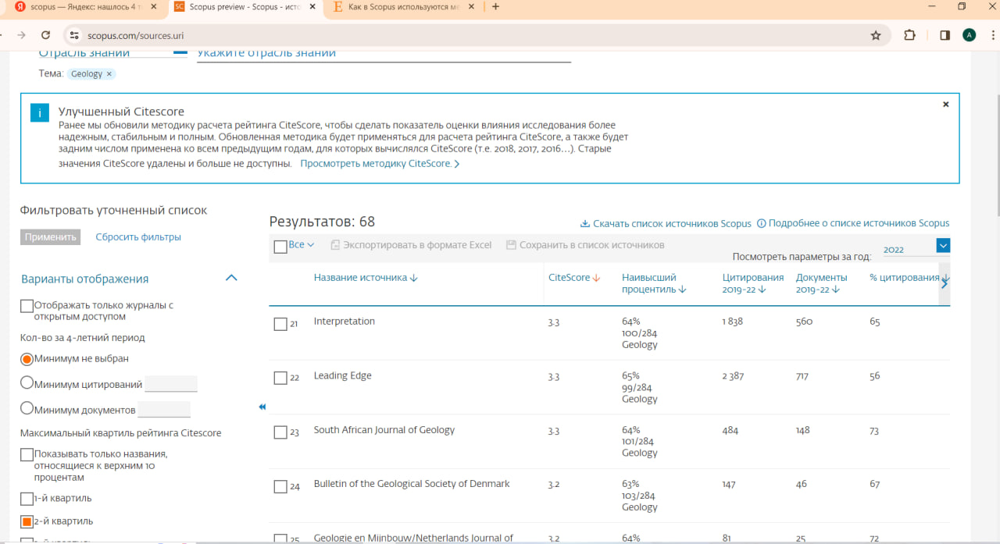 scopus — Яндекс: нашлось 4 т
Scopus preview - Scopus - исто
Как в Scopus используются ме
scopus.com/sources.uri
A
Отрасль знаний
Укажите отрасль знаний
Тема: Geology ×
Улучшенный Citescore
Ранее мы обновили методику расчета рейтинга CiteScore, чтобы сделать показатель оценки влияния исследования более
надежным, стабильным и полным. Обновленная методика будет применяться для расчета рейтинга CiteScore, а также будет
задним числом применена ко всем предыдущим годам, для которых вычислялся CiteScore (т.е. 2018, 2017, 2016...). Старые
значения CiteScore удалены и больше не доступны. Просмотреть методику CiteScore.
Фильтровать уточненный список
Применить Сбросить фильтры
Варианты отображения
Отображать только журналы с
открытым доступом
Кол-во за 4-летний период
Минимум не выбран
Минимум цитирований
Минимум документов
Максимальный квартиль рейтинга Citescore
Показывать только названия,
относящиеся к верхним 10
процентам
1-й квартиль
2-й квартиль
Результатов: 68
Скачать список источников Scopus Подробнее о списке источников Scopus
Все Экспортировать в формате Excel Сохранить в список источников
Посмотреть параметры за год: 2022
Название источника CiteScore Наивысший процентиль Цитирования 2019-22 Документы 2019-22 % цитирования
21 Interpretation 3.3 64% 1 838 560 65
100/284
Geology
22 Leading Edge 3.3 65% 2 387 717 56
99/284
Geology
23 South African Journal of Geology 3.3 64% 484 148 73
101/284
Geology
24 Bulletin of the Geological Society of Denmark 3.2 63% 147 46 67
103/284
Geology
25 Geologie en Mijnbouw/Netherlands Journal of 3.2 64% 81 25 72